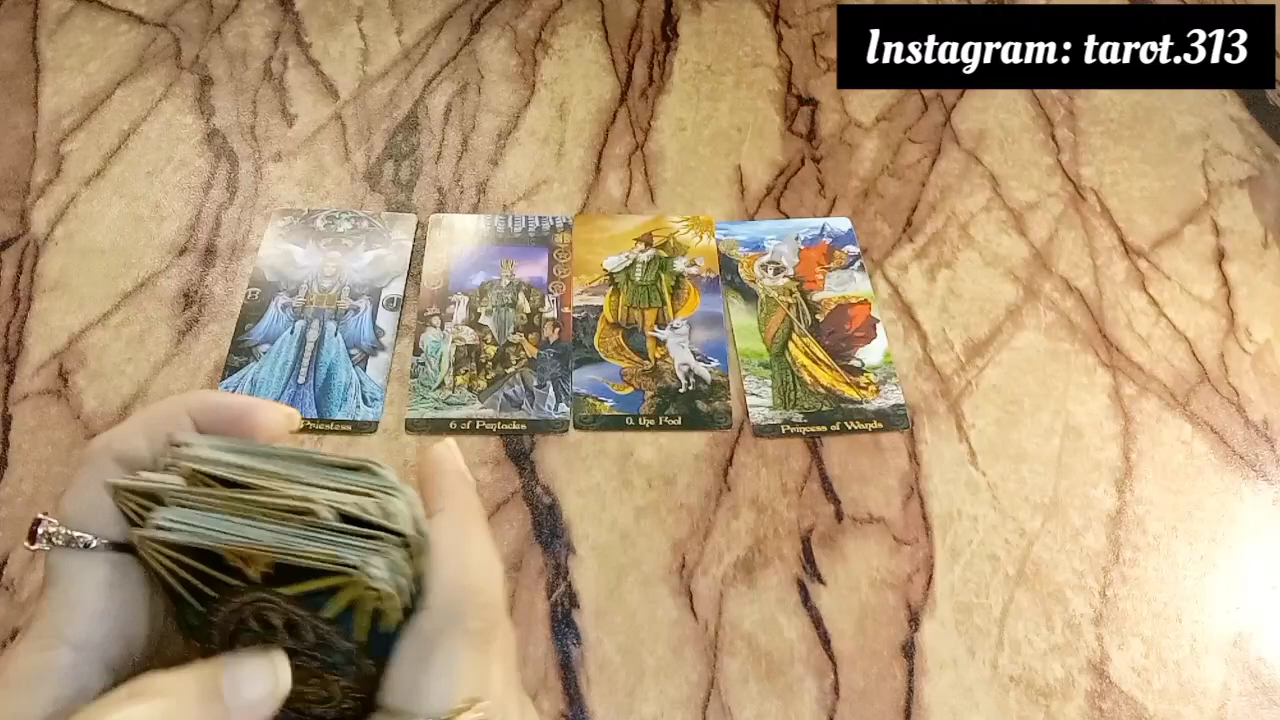 Instagram: tarot.313
Priestess
6 of Pentacles
0. the Fool
Princess of Wands